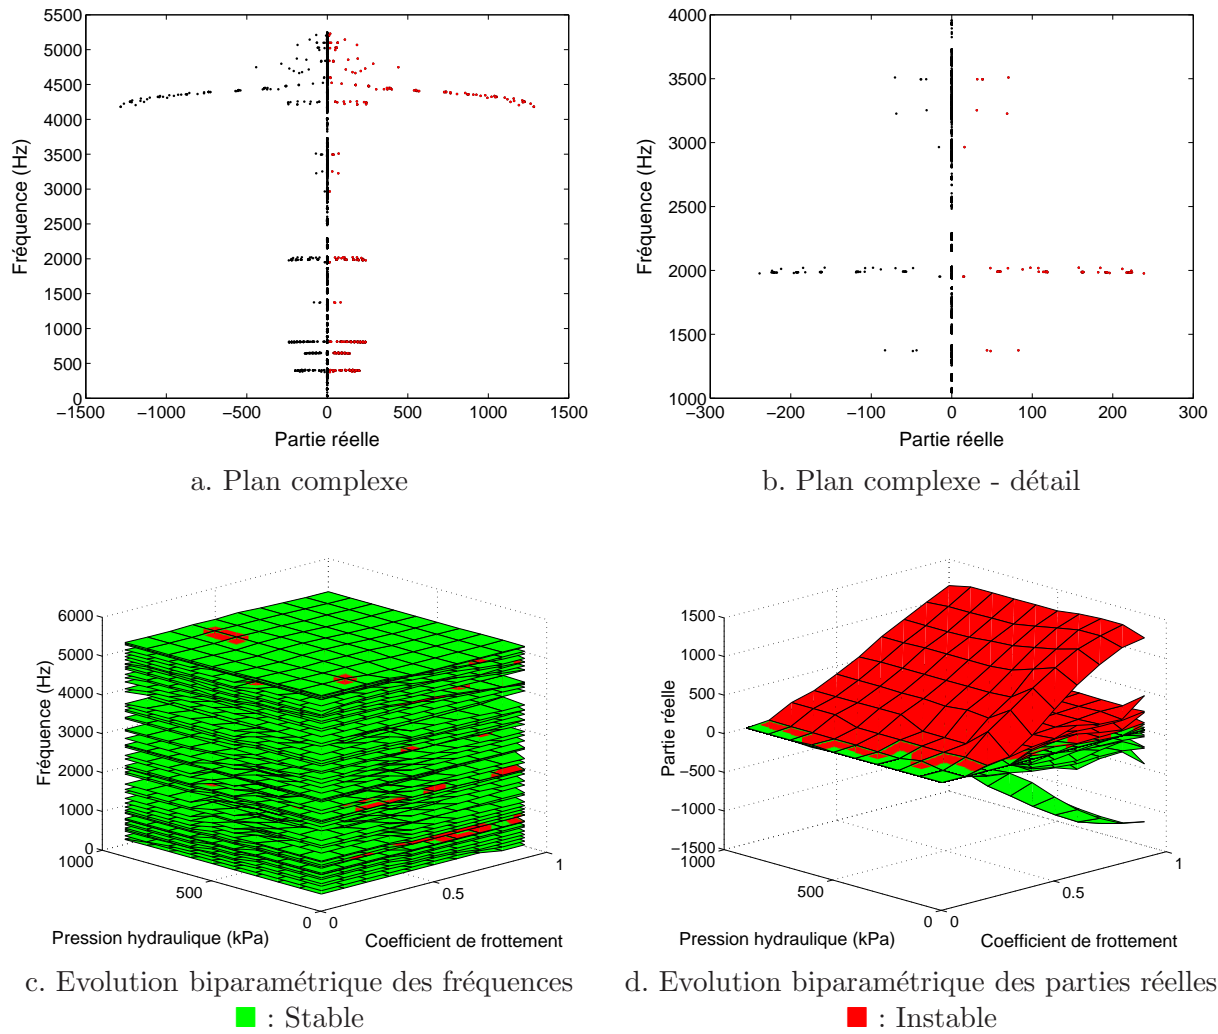 5500
5000
4500
4000
3500
3000
2500
2000
1500
1000
500
0
Fréquence (Hz)
−1500 −1000 −500 0 500 1000 1500
Partie réelle
a. Plan complexe
4000
3500
3000
2500
2000
1500
1000
Fréquence (Hz)
−300 −200 −100 0 100 200 300
Partie réelle
b. Plan complexe - détail
6000
5000
4000
3000
2000
1000
0
Fréquence (Hz)
1000
500
0
0
0.5
1
Pression hydraulique (kPa)
Coefficient de frottement
c. Evolution biparamétrique des fréquences
: Stable
1500
1000
500
0
−500
−1000
−1500
Partie réelle
1000
500
0
0
0.5
1
Pression hydraulique (kPa)
Coefficient de frottement
d. Evolution biparamétrique des parties réelles
: Instable